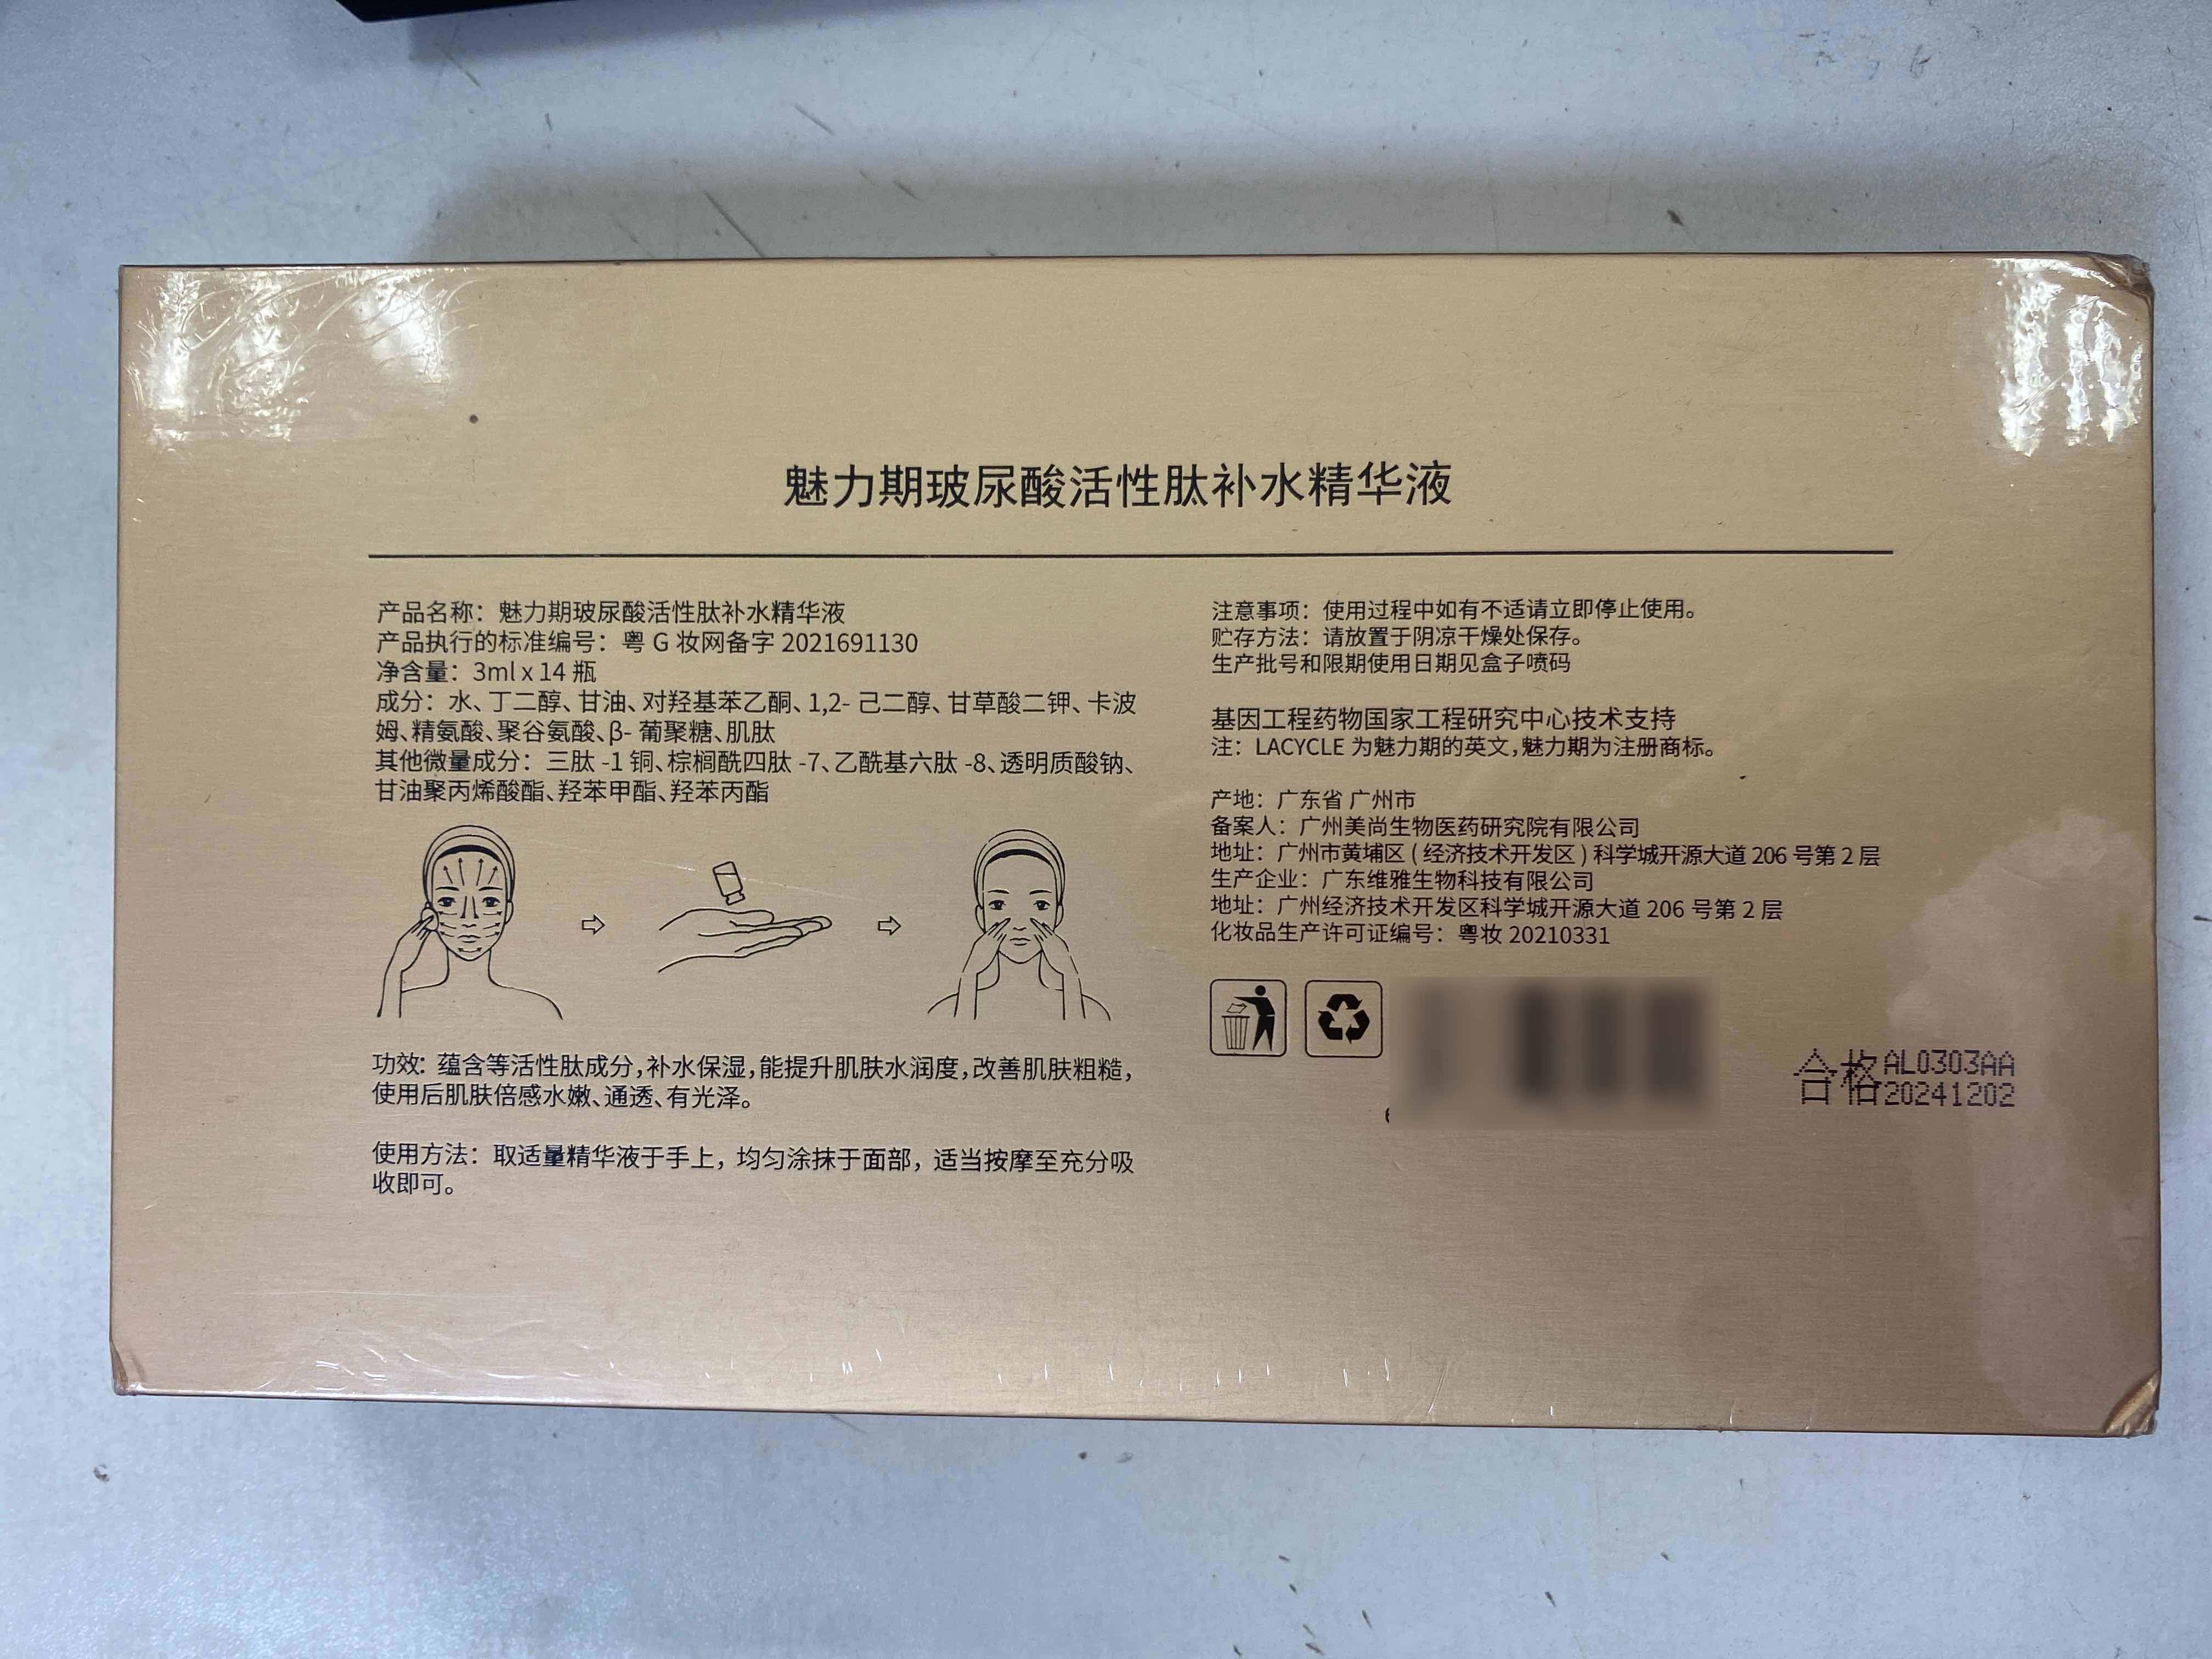 魅力期玻尿酸活性肽补水精华液
产品名称：魅力期玻尿酸活性肽补水精华液
产品执行的标准编号：粤 G 妆网备字 2021691130
净含量：3ml x 14 瓶
成分：水、丁二醇、甘油、对羟基苯乙酮、1,2- 己二醇、甘草酸二钾、卡波
姆、精氨酸、聚谷氨酸、β- 葡聚糖、肌肽
其他微量成分：三肽 -1 铜、棕榈酰四肽 -7、乙酰基六肽 -8、透明质酸钠、
甘油聚丙烯酸酯、羟苯甲酯、羟苯丙酯
功效：蕴含等活性肽成分，补水保湿，能提升肌肤水润度，改善肌肤粗糙，
使用后肌肤倍感水嫩、通透、有光泽。
使用方法：取适量精华液于手上，均匀涂抹于面部，适当按摩至充分吸
收即可。
注意事项：使用过程中如有不适请立即停止使用。
贮存方法：请放置于阴凉干燥处保存。
生产批号和限期使用日期见盒子喷码
基因工程药物国家工程研究中心技术支持
注：LACYCLE 为魅力期的英文，魅力期为注册商标。
产地：广东省 广州市
备案人：广州美尚生物医药研究院有限公司
地址：广州市黄埔区 ( 经济技术开发区 ) 科学城开源大道 206 号第 2 层
生产企业：广东维雅生物科技有限公司
地址：广州经济技术开发区科学城开源大道 206 号第 2 层
化妆品生产许可证编号：粤妆 20210331
合格 AL0303AA
20241202